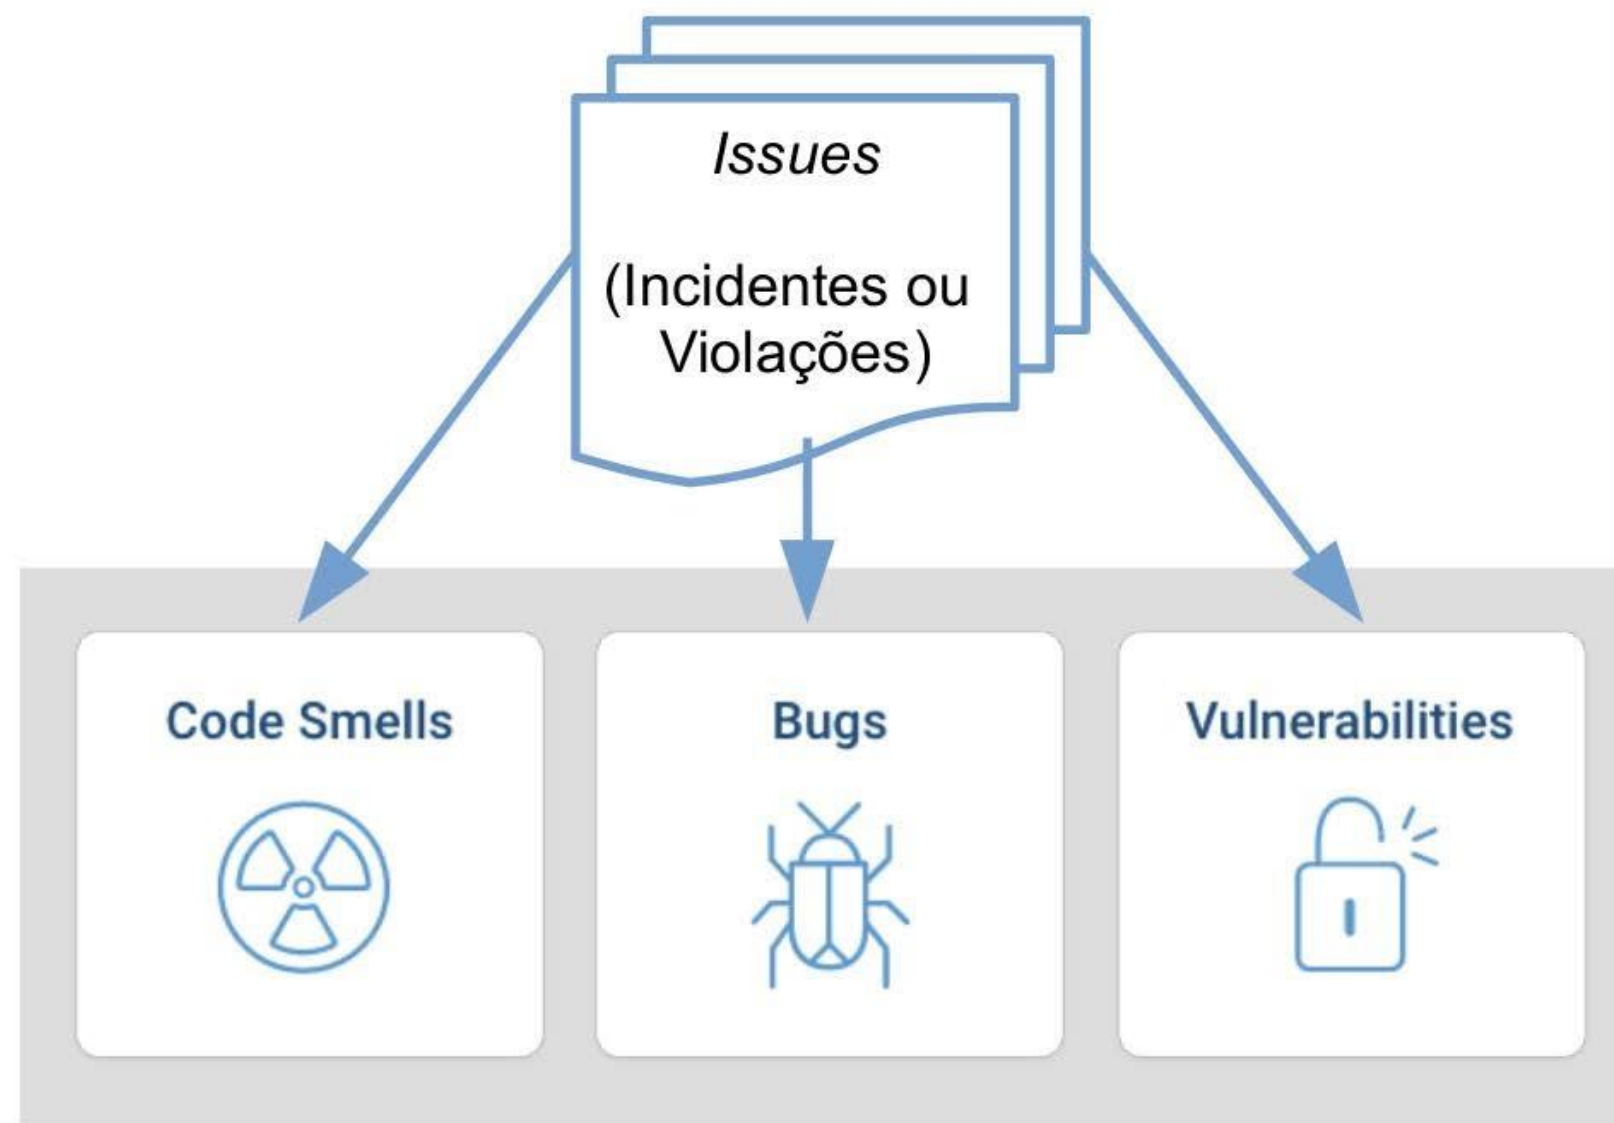 Issues
(Incidentes ou
Violações)
Code Smells
Bugs
Vulnerabilities